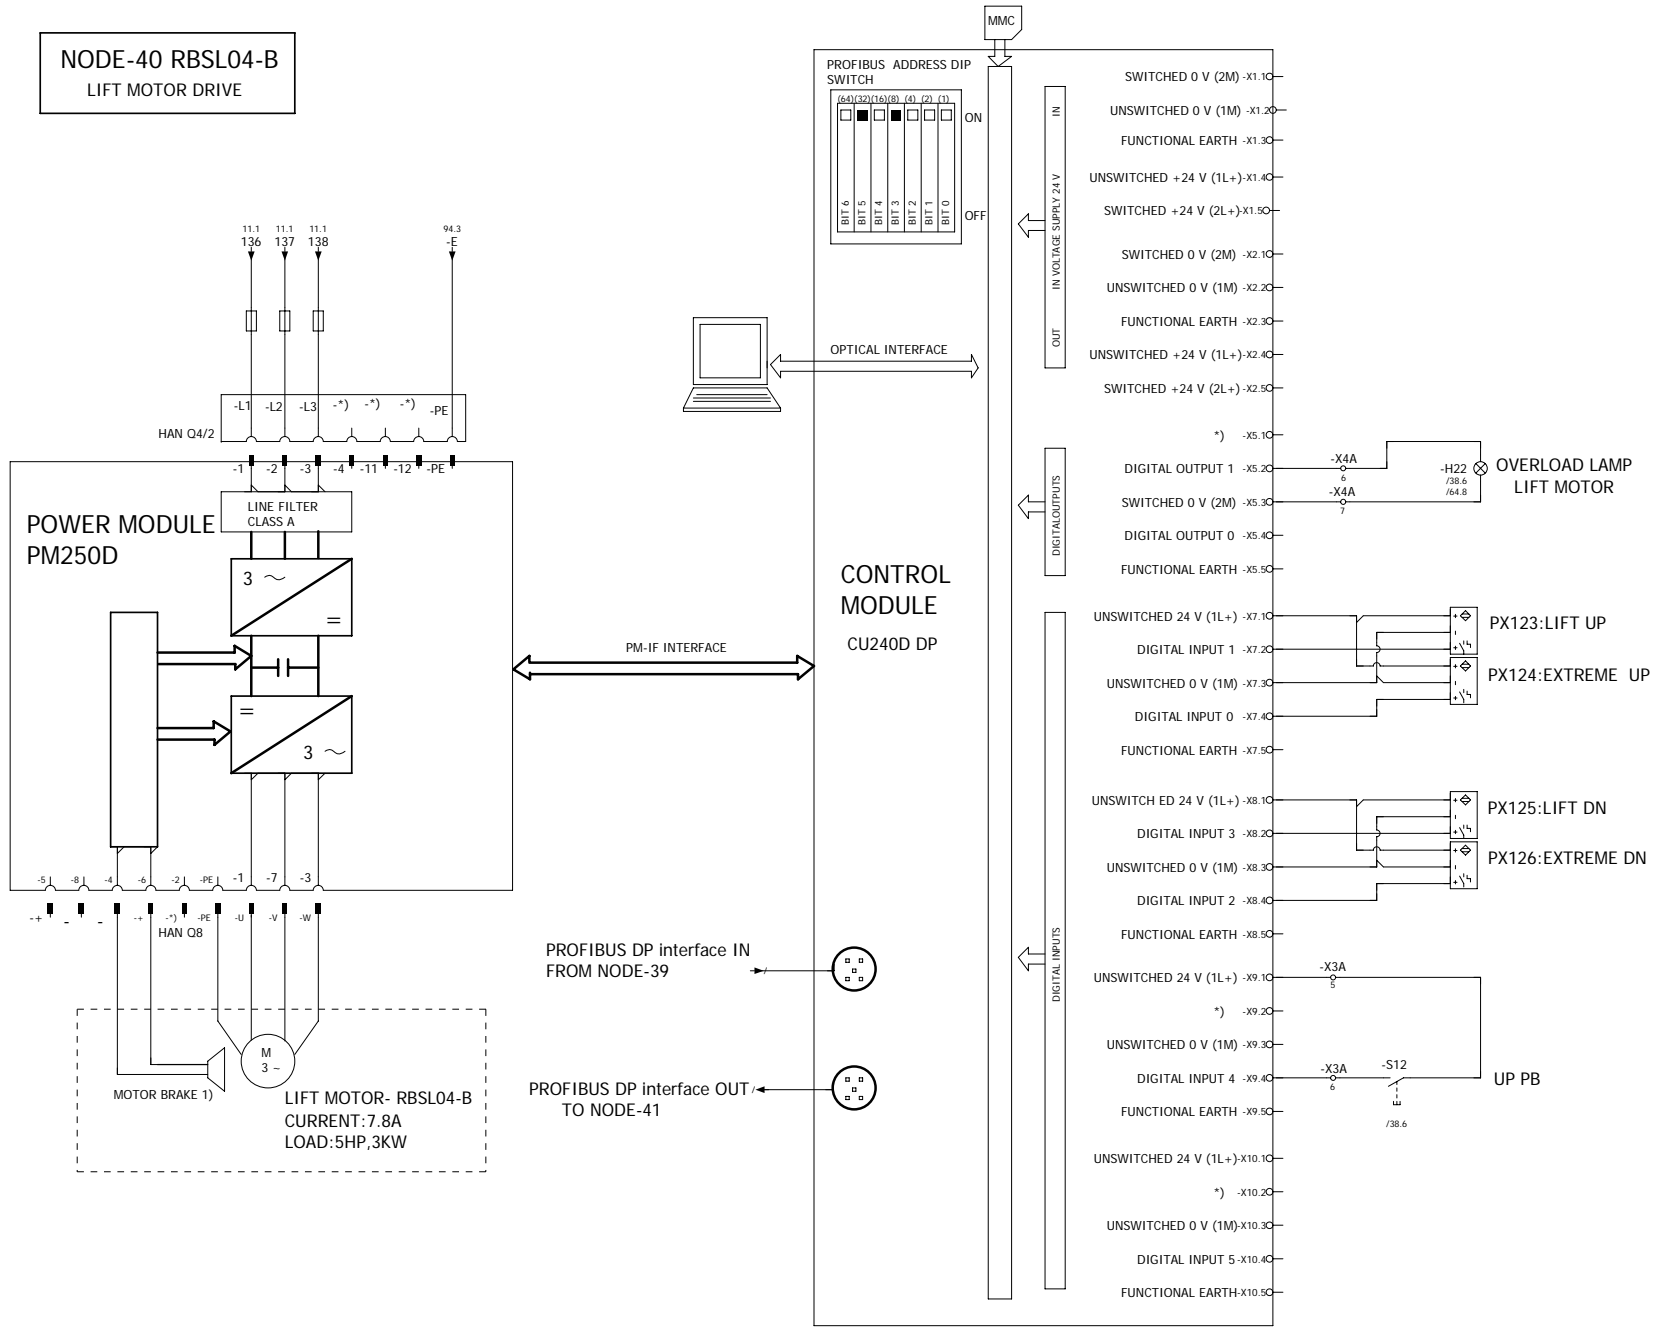 NODE-40 RBSL04-B
LIFT MOTOR DRIVE
MMC
PROFIBUS ADDRESS DIP
SWITCH
(64)(32)(16)(8) (4) (2) (1)
ON
OFF
BIT 6
BIT 5
BIT 4
BIT 3
BIT 2
BIT 1
BIT 0
11.1 11.1 11.1 94.3
136 137 138 -E
-L1 -L2 -L3 -*) -*) -*) -PE
HAN Q4/2
-1 -2 -3 -4 -11 -12 -PE
LINE FILTER
CLASS A
POWER MODULE
PM250D
3 ~
=
=
3 ~
-5 -8 -4 -6 -2 -PE -1 -7 -3
-+ - - -+ -*) -PE -U -V -W
HAN Q8
M
3 ~
MOTOR BRAKE 1)
LIFT MOTOR- RBSL04-B
CURRENT:7.8A
LOAD:5HP,3KW
OPTICAL INTERFACE
PM-IF INTERFACE
CONTROL
MODULE
CU240D DP
PROFIBUS DP interface IN
FROM NODE-39
PROFIBUS DP interface OUT
TO NODE-41
IN
IN VOLTAGE SUPPLY 24 V
OUT
DIGITALOUTPUTS
DIGITAL INPUTS
SWITCHED 0 V (2M) -X1.1
UNSWITCHED 0 V (1M) -X1.2
FUNCTIONAL EARTH -X1.3
UNSWITCHED +24 V (1L+)-X1.4
SWITCHED +24 V (2L+)-X1.5
SWITCHED 0 V (2M) -X2.1
UNSWITCHED 0 V (1M) -X2.2
FUNCTIONAL EARTH -X2.3
UNSWITCHED +24 V (1L+)-X2.4
SWITCHED +24 V (2L+)-X2.5
*) -X5.1
DIGITAL OUTPUT 1 -X5.2
SWITCHED 0 V (2M) -X5.3
DIGITAL OUTPUT 0 -X5.4
FUNCTIONAL EARTH -X5.5
-X4A
6
-X4A
7
-H22
/38.6
/64.8
OVERLOAD LAMP
LIFT MOTOR
UNSWITCHED 24 V (1L+) -X7.1
DIGITAL INPUT 1 -X7.2
UNSWITCHED 0 V (1M) -X7.3
DIGITAL INPUT 0 -X7.4
FUNCTIONAL EARTH -X7.5
+
-
+
PX123:LIFT UP
+
-
+
PX124:EXTREME UP
UNSWITCH ED 24 V (1L+) -X8.1
DIGITAL INPUT 3 -X8.2
UNSWITCHED 0 V (1M) -X8.3
DIGITAL INPUT 2 -X8.4
FUNCTIONAL EARTH -X8.5
+
-
+
PX125:LIFT DN
+
-
+
PX126:EXTREME DN
UNSWITCHED 24 V (1L+) -X9.1
*) -X9.2
UNSWITCHED 0 V (1M) -X9.3
DIGITAL INPUT 4 -X9.4
FUNCTIONAL EARTH -X9.5
-X3A
5
-X3A
6
-S12
E
/38.6
UP PB
UNSWITCHED 24 V (1L+)-X10.1
*) -X10.2
UNSWITCHED 0 V (1M)-X10.3
DIGITAL INPUT 5 -X10.4
FUNCTIONAL EARTH-X10.5